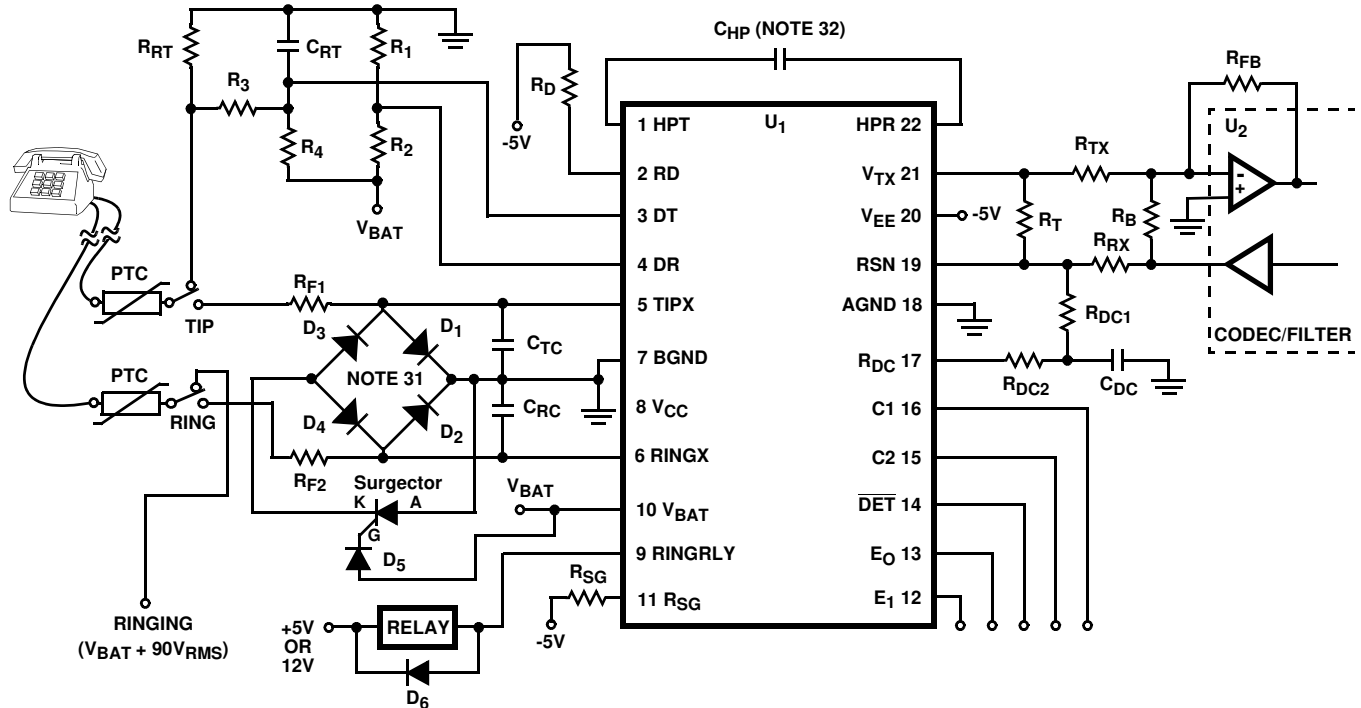 C_HP (NOTE 32)
R_RT
C_RT
R_1
R_3
R_4
R_2
V_BAT
R_D
-5V
U_1
1 HPT
HPR 22
2 RD
V_TX 21
3 DT
V_EE 20
-5V
4 DR
RSN 19
5 TIPX
AGND 18
7 BGND
R_DC 17
8 V_CC
C1 16
6 RINGX
C2 15
10 V_BAT
DET 14
9 RINGRLY
E_O 13
11 R_SG
E_1 12
R_FB
U_2
R_TX
-
+
R_T
R_B
R_RX
R_DC1
CODEC/FILTER
R_DC2
C_DC
PTC
TIP
R_F1
D_3
D_1
C_TC
NOTE 31
PTC
RING
D_4
D_2
C_RC
R_F2
Surgector
K
A
G
V_BAT
D_5
R_SG
-5V
RINGING
(V_BAT + 90V_RMS)
+5V
OR
12V
RELAY
D_6